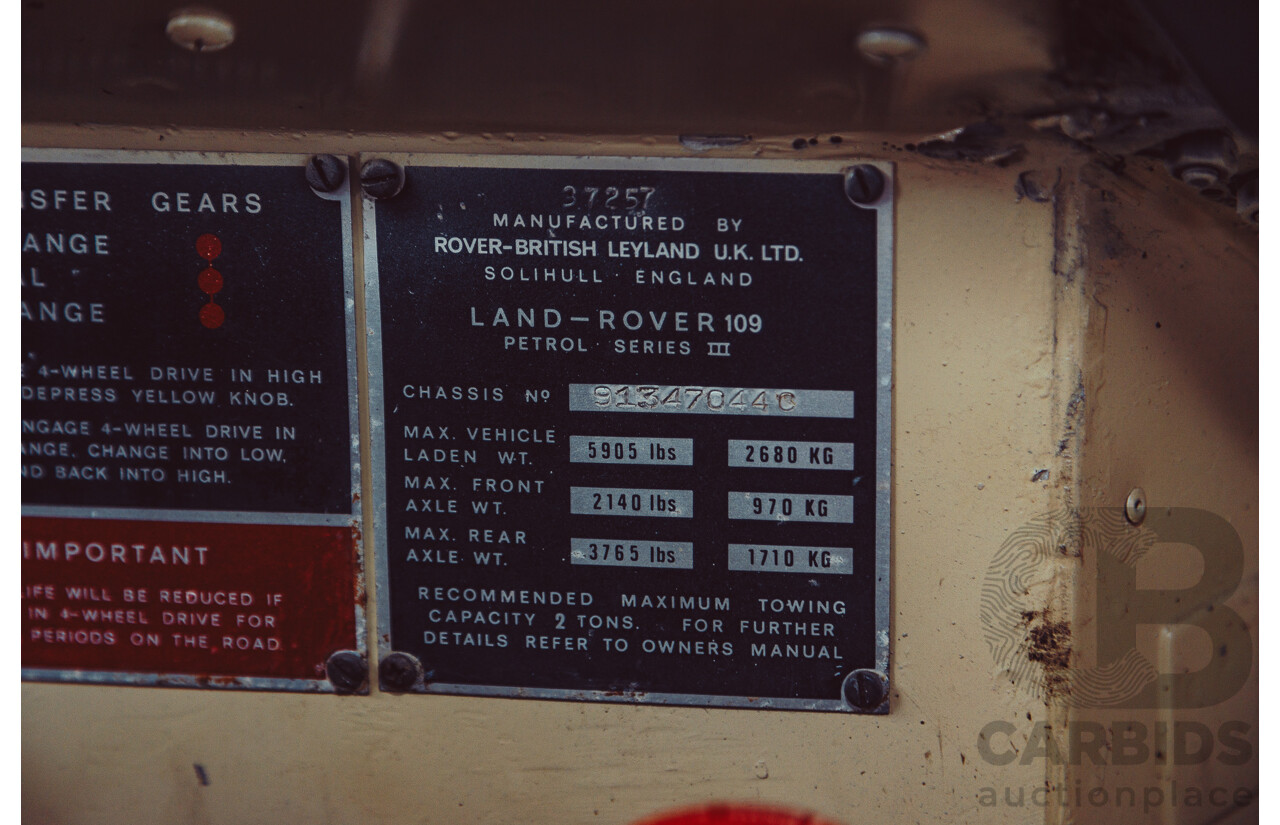 NSFER GEARS
ANGE
AL
ANGE
E 4-WHEEL DRIVE IN HIGH
DEPRESS YELLOW KNOB.
NGAGE 4-WHEEL DRIVE IN
ANGE, CHANGE INTO LOW,
ND BACK INTO HIGH.
IMPORTANT
LIFE WILL BE REDUCED IF
IN 4-WHEEL DRIVE FOR
PERIODS ON THE ROAD
37257
MANUFACTURED BY
ROVER-BRITISH LEYLAND U.K. LTD.
SOLIHULL · ENGLAND
LAND-ROVER 109
PETROL · SERIES III
CHASSIS Nº
MAX. VEHICLE
LADEN WT. 5905 lbs 2680 KG
MAX. FRONT
AXLE WT. 2140 lbs 970 KG
MAX. REAR
AXLE WT. 3765 lbs 1710 KG
RECOMMENDED MAXIMUM TOWING
CAPACITY 2 TONS. FOR FURTHER
DETAILS REFER TO OWNERS MANUAL
CB
CARBIDS
auctionplace